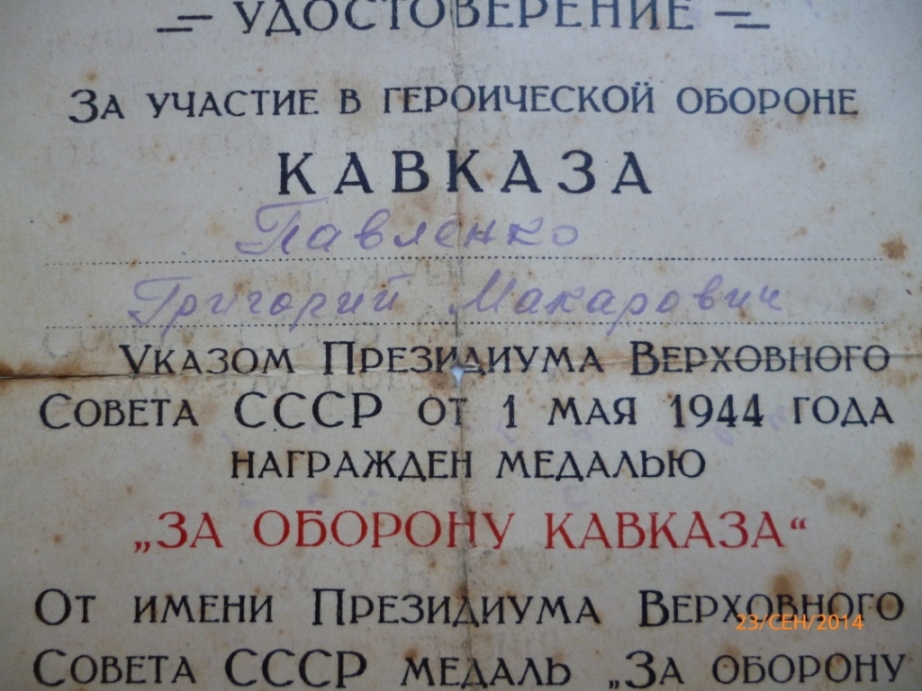 УДОСТОВЕРЕНИЕ
ЗА УЧАСТИЕ В ГЕРОИЧЕСКОЙ ОБОРОНЕ
КАВКАЗА
Павленко
Григорий Макарович
УКАЗОМ ПРЕЗИДИУМА ВЕРХОВНОГО
СОВЕТА СССР ОТ 1 МАЯ 1944 ГОДА
НАГРАЖДЕН МЕДАЛЬЮ
„ЗА ОБОРОНУ КАВКАЗА“
ОТ ИМЕНИ ПРЕЗИДИУМА ВЕРХОВНОГО
23/СЕН/2014
СОВЕТА СССР МЕДАЛЬ „ЗА ОБОРОНУ